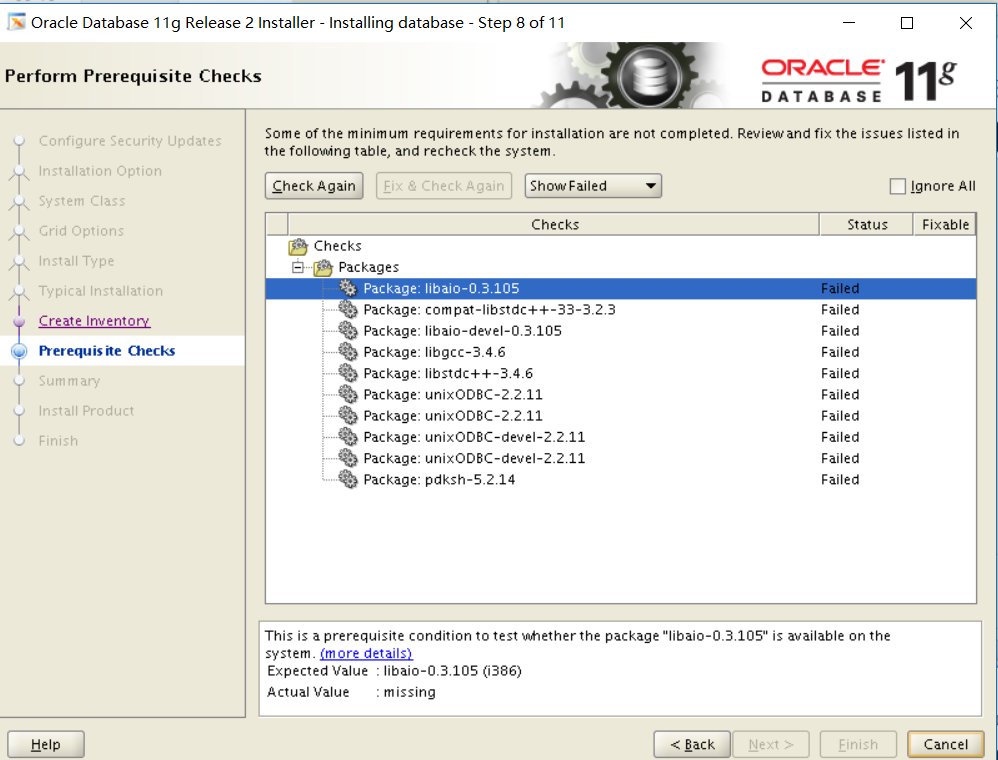 Oracle Database 11g Release 2 Installer - Installing database - Step 8 of 11
Perform Prerequisite Checks
ORACLE
DATABASE
11g
Configure Security Updates
Installation Option
System Class
Grid Options
Install Type
Typical Installation
Create Inventory
Prerequisite Checks
Summary
Install Product
Finish
Some of the minimum requirements for installation are not completed. Review and fix the issues listed in
the following table, and recheck the system.
Check Again Fix & Check Again Show Failed Ignore All
Checks Status Fixable
Checks
Packages
Package: libaio-0.3.105 Failed
Package: compat-libstdc++-33-3.2.3 Failed
Package: libaio-devel-0.3.105 Failed
Package: libgcc-3.4.6 Failed
Package: libstdc++-3.4.6 Failed
Package: unixODBC-2.2.11 Failed
Package: unixODBC-2.2.11 Failed
Package: unixODBC-devel-2.2.11 Failed
Package: unixODBC-devel-2.2.11 Failed
Package: pdksh-5.2.14 Failed
This is a prerequisite condition to test whether the package "libaio-0.3.105" is available on the
system. (more details)
Expected Value : libaio-0.3.105 (i386)
Actual Value : missing
Help < Back Next > Finish Cancel